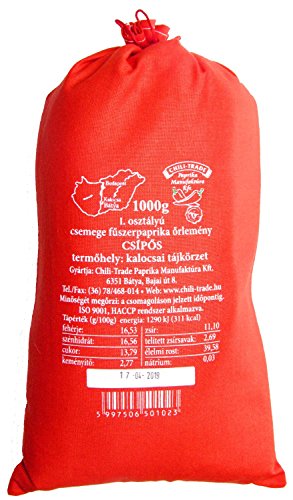 Budapest
Kalocsa
Bátya
CHILI-TRADE
Paprika
Manufaktúra
Kft.
1000g
I. osztályú
csemege fűszerpaprika őrlemény
CSÍPŐS
termőhely: kalocsai tájkörzet
Gyártja: Chili-Trade Paprika Manufaktúra Kft.
6351 Bátya, Bajai út 8.
Tel./Fax: (36) 78/468-014 • Web: www.chili-trade.hu
Minőségét megőrzi: a csomagoláson jelzett időpontig.
ISO 9001, HACCP rendszer alkalmazva.
Tápérték (g/100g) energia: 1290 kJ (311 kcal)
fehérje: 16,53 zsír: 11,10
szénhidrát: 16,56 telített zsírsavak: 2,69
cukor: 13,79 élelmi rost: 39,58
keményítő: 2,77 nátrium: 0,03
17-04-2019
5 997506 501023